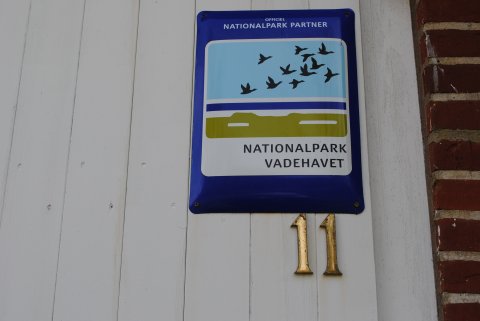 OFFICIEL
NATIONALPARK PARTNER
NATIONALPARK
VADEHAVET
11